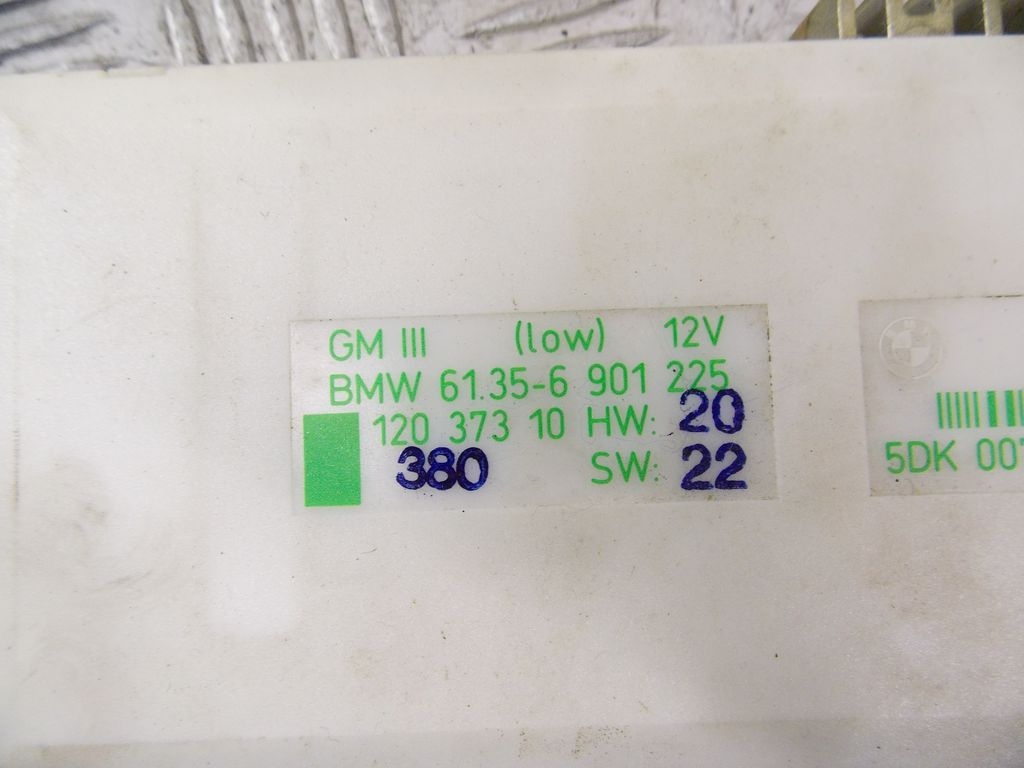 GM III (low) 12V
BMW 61.35-6 901 225
120 373 10 HW: 20
380 SW: 22
5DK 007